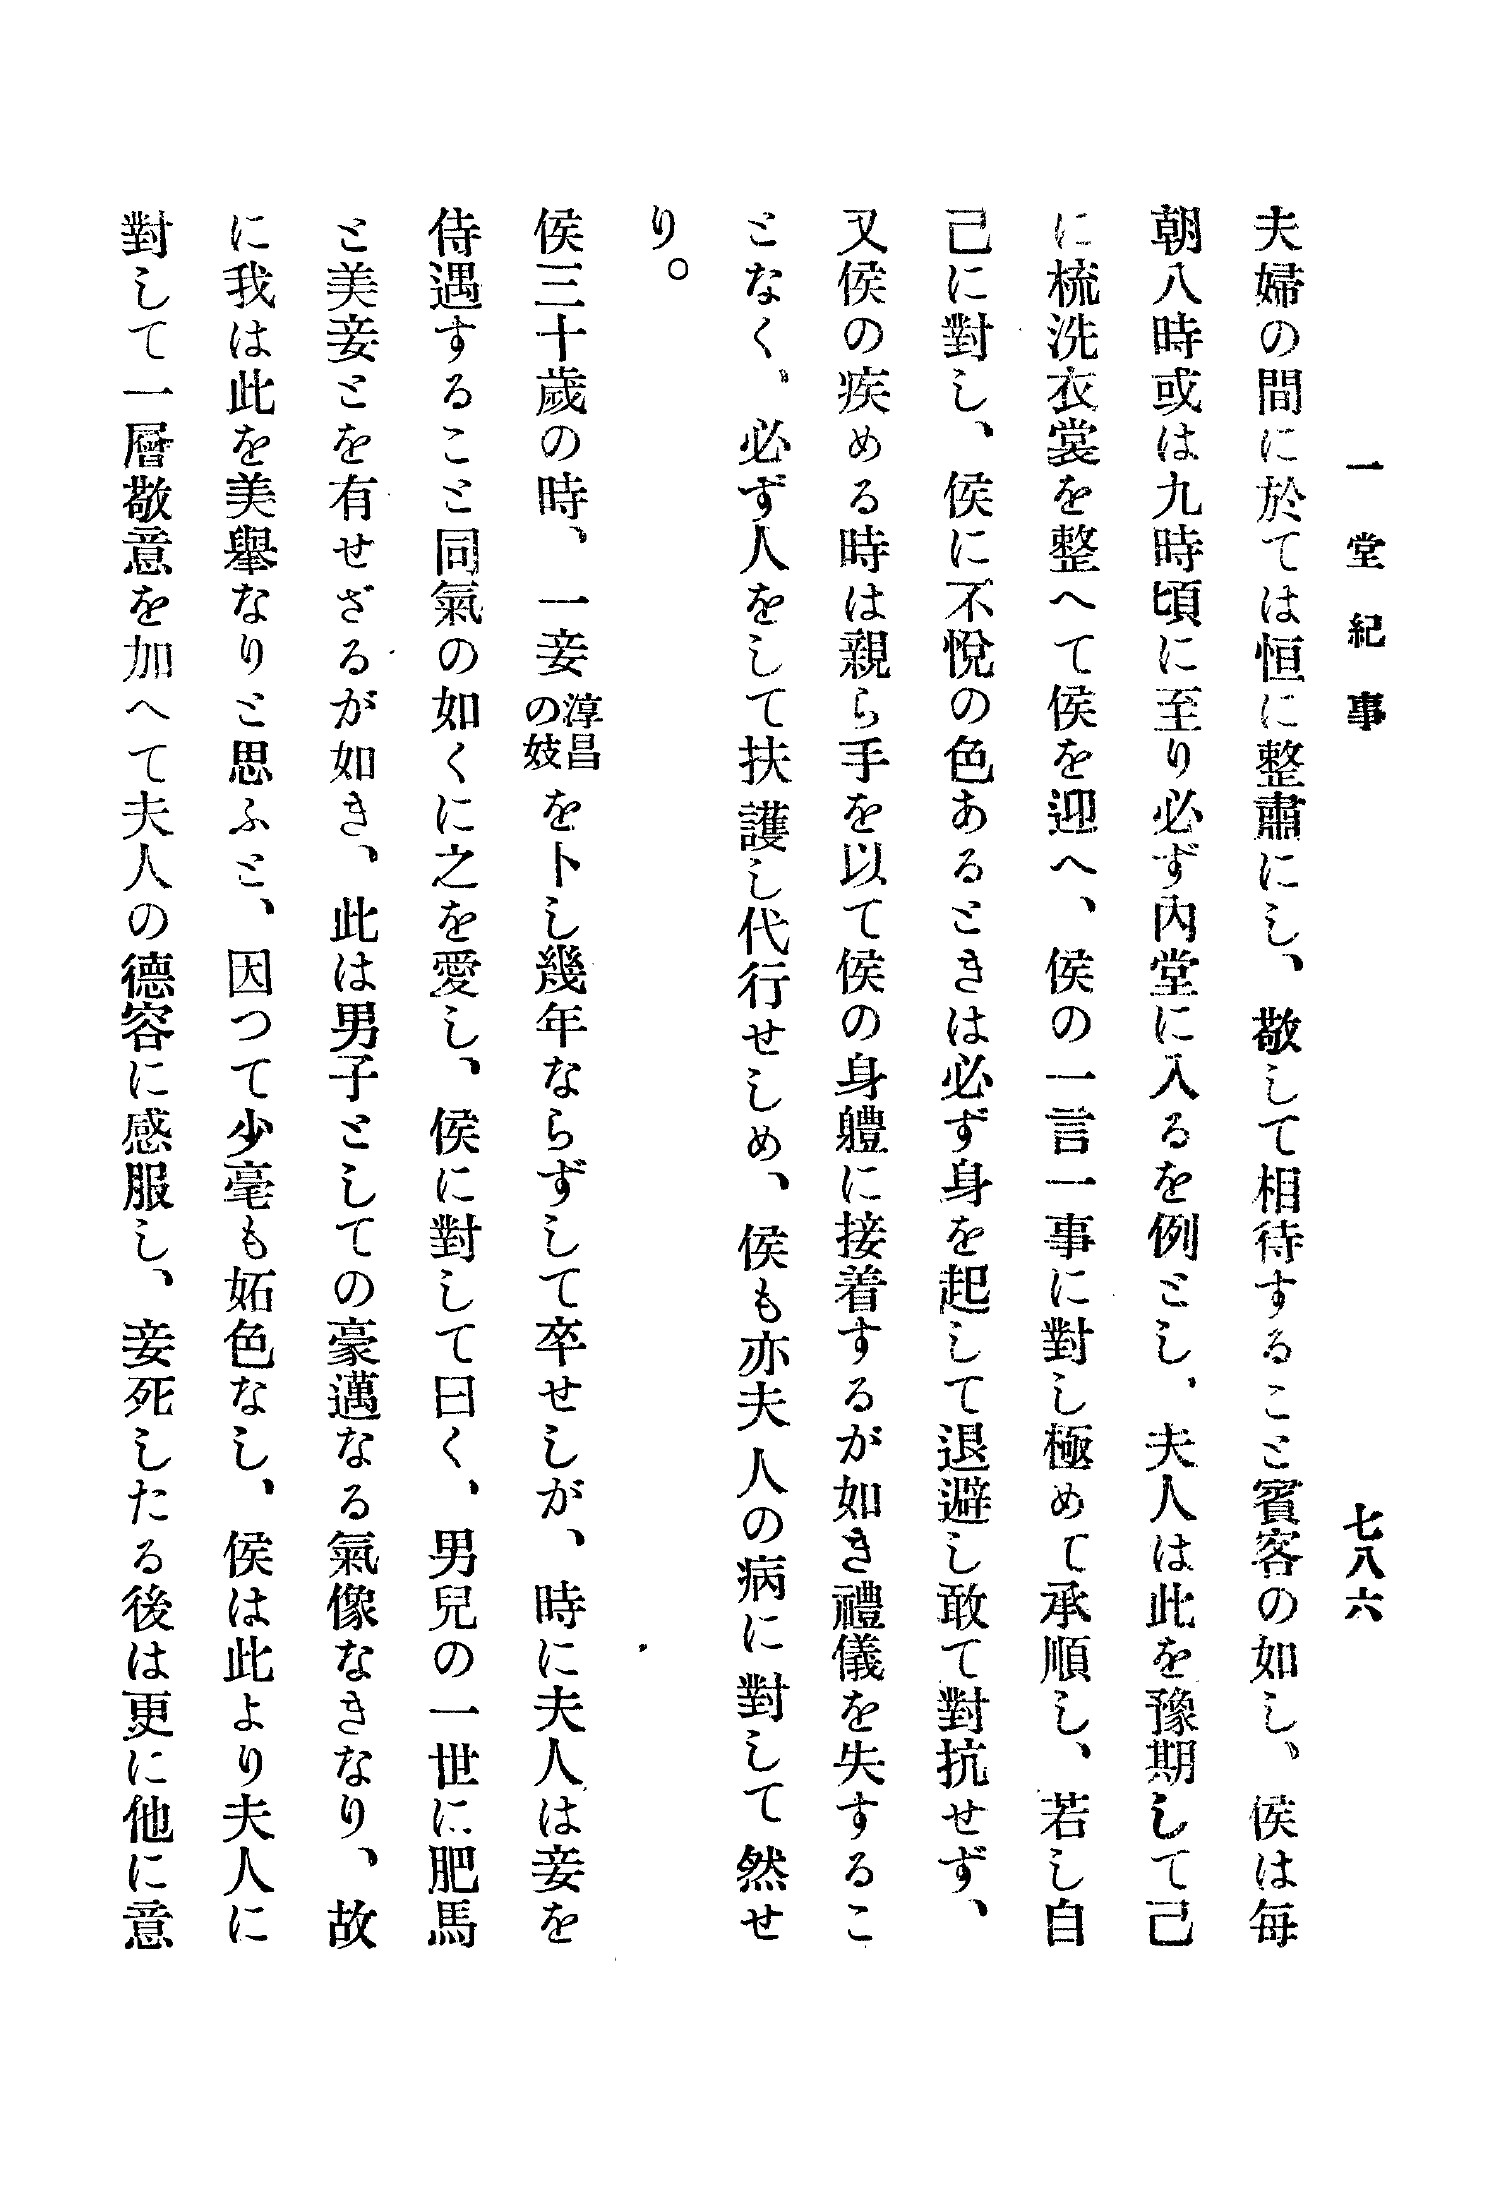 一堂紀事　七八六
夫婦の間に於ては恒に整肅にし、敬して相待すること賓客の如し、侯は每
朝八時或は九時頃に至り必ず內堂に入るを例とし、夫人は此を豫期して己
に梳洗衣裳を整へて侯を迎へ、侯の一言一事に對し極めて承順し、若し自
己に對し、侯に不悅の色あるときは必ず身を起して退避し敢て對抗せず、
又侯の疾める時は親ら手を以て侯の身軆に接着するが如き禮儀を失するこ
となく、必ず人をして扶護し代行せしめ、侯も亦夫人の病に對して然せ
り。
侯三十歲の時、一妾淳昌の妓を卜し幾年ならずして卒せしが、時に夫人は妾を
侍遇すること同氣の如くに之を愛し、侯に對して曰く、男兒の一世に肥馬
と美妾とを有せざるが如き、此は男子としての豪邁なる氣像なきなり、故
に我は此を美擧なりと思ふと、因つて少毫も妬色なし、侯は此より夫人に
對して一層敬意を加へて夫人の德容に感服し、妾死したる後は更に他に意